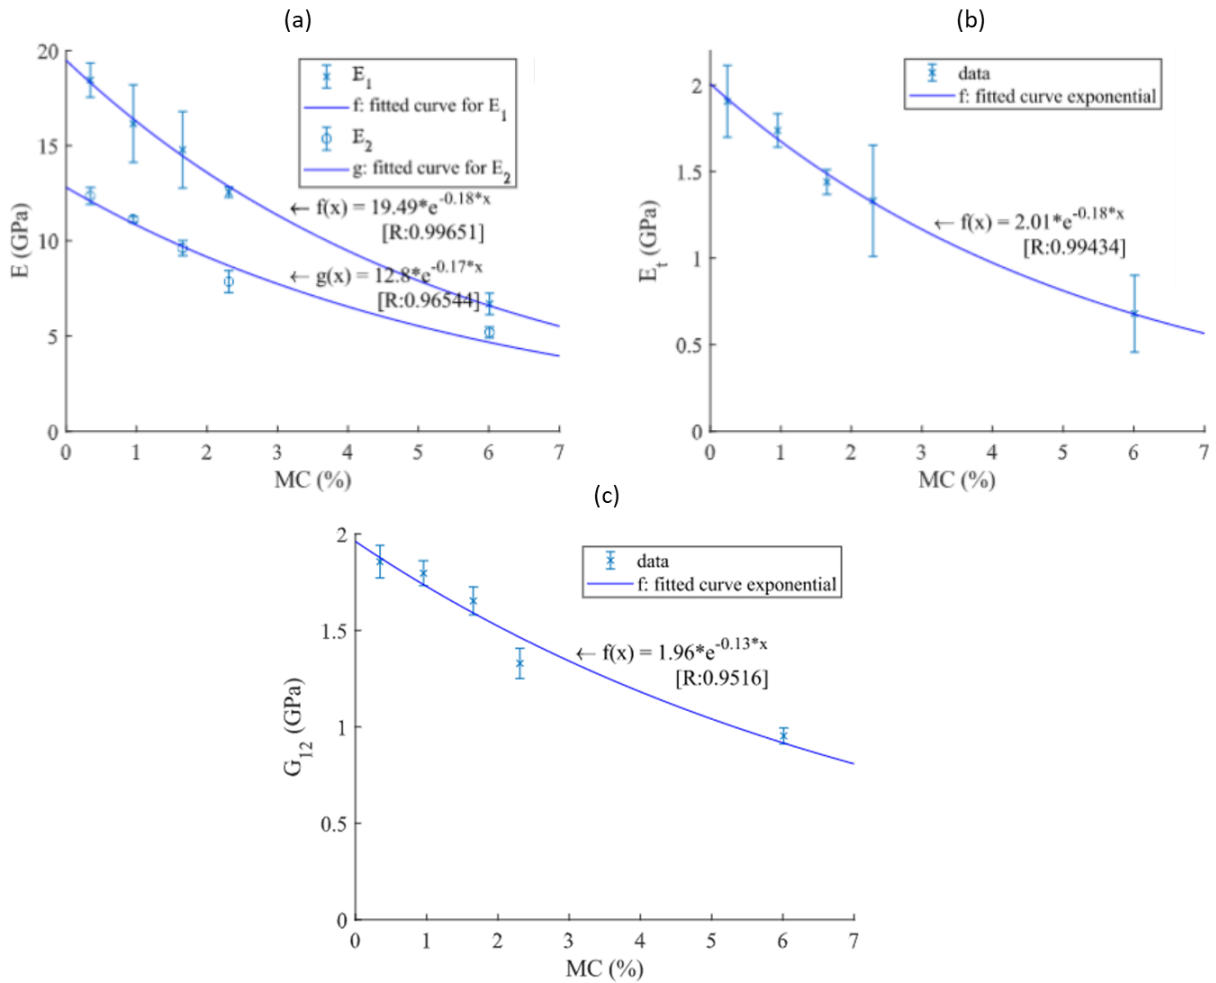 (a)
20
15
10
5
0
E (GPa)
0 1 2 3 4 5 6 7
MC (%)
E1
f: fitted curve for E1
E2
g: fitted curve for E2
← f(x) = 19.49*e^-0.18*x
[R:0.99651]
← g(x) = 12.8*e^-0.17*x
[R:0.96544]
(b)
2
1.5
1
0.5
0
Et (GPa)
0 1 2 3 4 5 6 7
MC (%)
data
f: fitted curve exponential
← f(x) = 2.01*e^-0.18*x
[R:0.99434]
(c)
2
1.5
1
0.5
0
G12 (GPa)
0 1 2 3 4 5 6 7
MC (%)
data
f: fitted curve exponential
← f(x) = 1.96*e^-0.13*x
[R:0.9516]